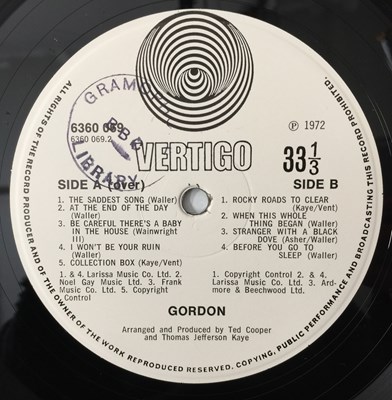 ALL RIGHTS OF THE RECORD PRODUCER AND OF THE OWNER OF THE WORK RESERVED. COPYING, PUBLIC PERFORMANCE AND BROADCASTING THIS RECORD PROHIBITED.
GRAMOPHONE
BBC
LIBRARY
6360 069
6360 069.2
VERTIGO
℗ 1972
33 1/3
SIDE A (over)
1. THE SADDEST SONG (Waller)
2. AT THE END OF THE DAY
(Waller)
3. BE CAREFUL THERE'S A BABY
IN THE HOUSE (Wainwright
III)
4. I WON'T BE YOUR RUIN
(Waller)
5. COLLECTION BOX (Kaye/Vent)
1. & 4. Larissa Music Co. Ltd. 2.
Noel Gay Music Ltd. 3. Frank
Music Co. Ltd. 5. Copyright
Control
SIDE B
1. ROCKY ROADS TO CLEAR
(Kaye/Vent)
2. WHEN THIS WHOLE
THING BEGAN (Waller)
3. STRANGER WITH A BLACK
DOVE (Asher/Waller)
4. BEFORE YOU GO TO
SLEEP (Waller)
1. Copyright Control 2. & 4.
Larissa Music Co. Ltd. 3. Ard-
more & Beechwood Ltd.
GORDON
Arranged and Produced by Ted Cooper
and Thomas Jefferson Kaye